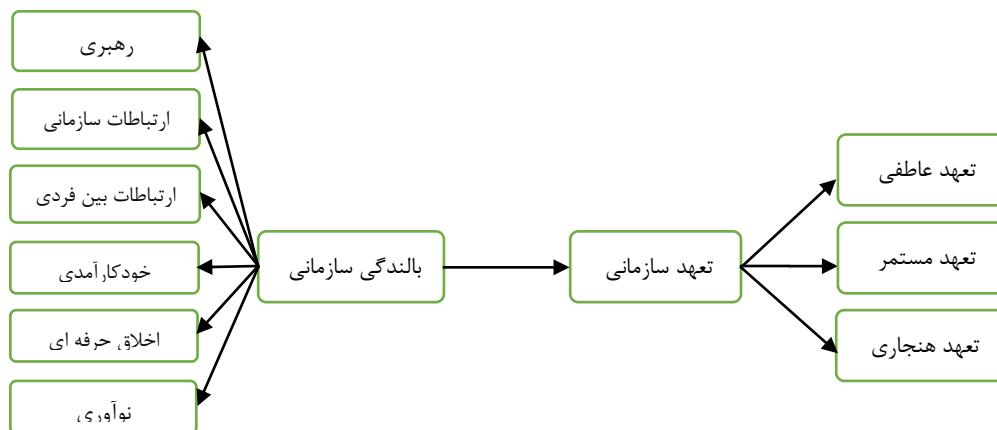 رهبری
ارتباطات سازمانی
ارتباطات بین فردی
خودکارآمدی
اخلاق حرفه ای
نوآوری
بالندگی سازمانی
تعهد سازمانی
تعهد عاطفی
تعهد مستمر
تعهد هنجاری